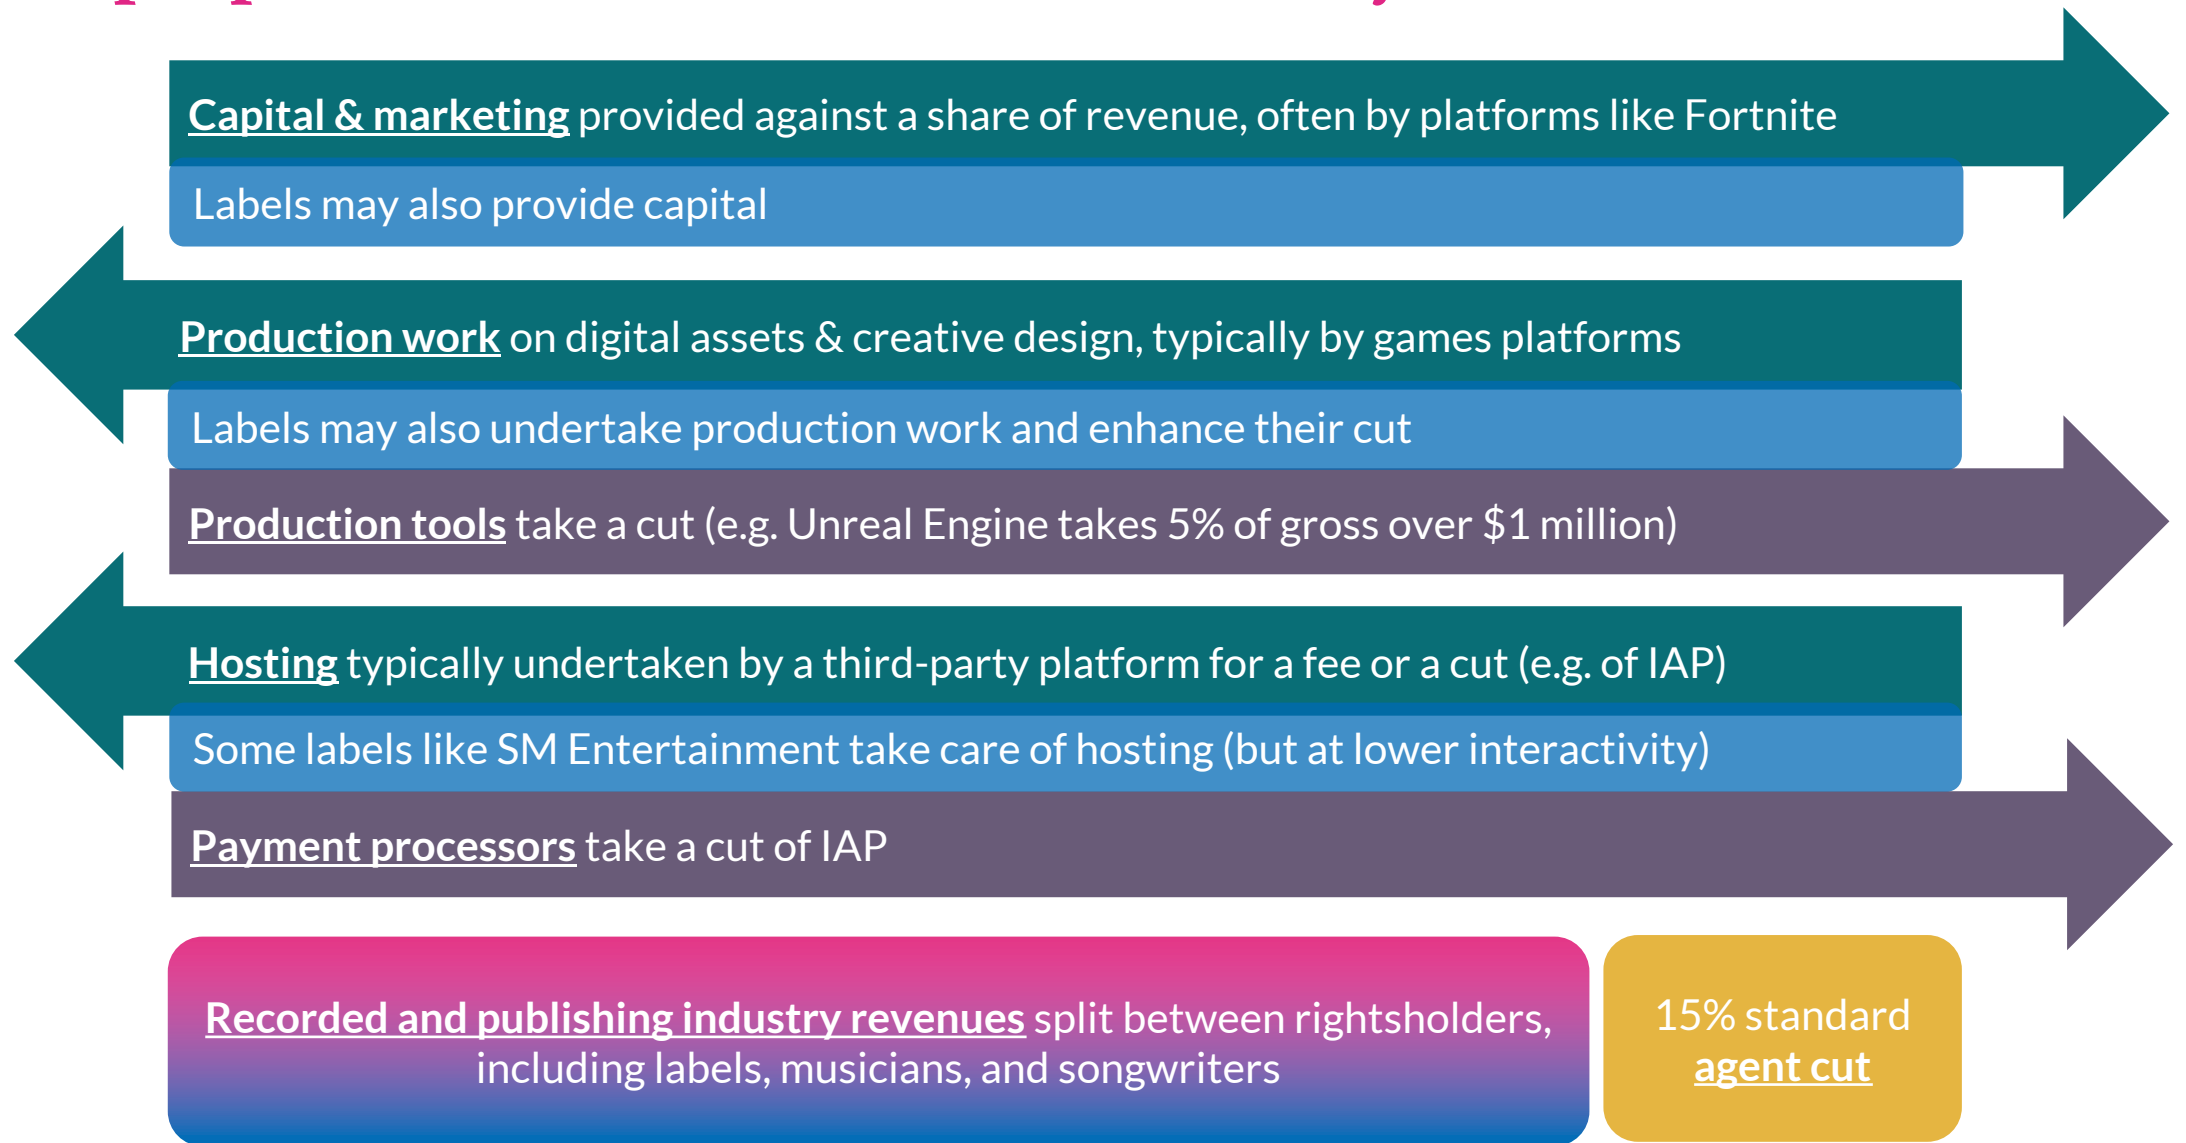 Capital & marketing provided against a share of revenue, often by platforms like Fortnite
Labels may also provide capital
Production work on digital assets & creative design, typically by games platforms
Labels may also undertake production work and enhance their cut
Production tools take a cut (e.g. Unreal Engine takes 5% of gross over $1 million)
Hosting typically undertaken by a third-party platform for a fee or a cut (e.g. of IAP)
Some labels like SM Entertainment take care of hosting (but at lower interactivity)
Payment processors take a cut of IAP
Recorded and publishing industry revenues split between rightsholders,
including labels, musicians, and songwriters
15% standard
agent cut